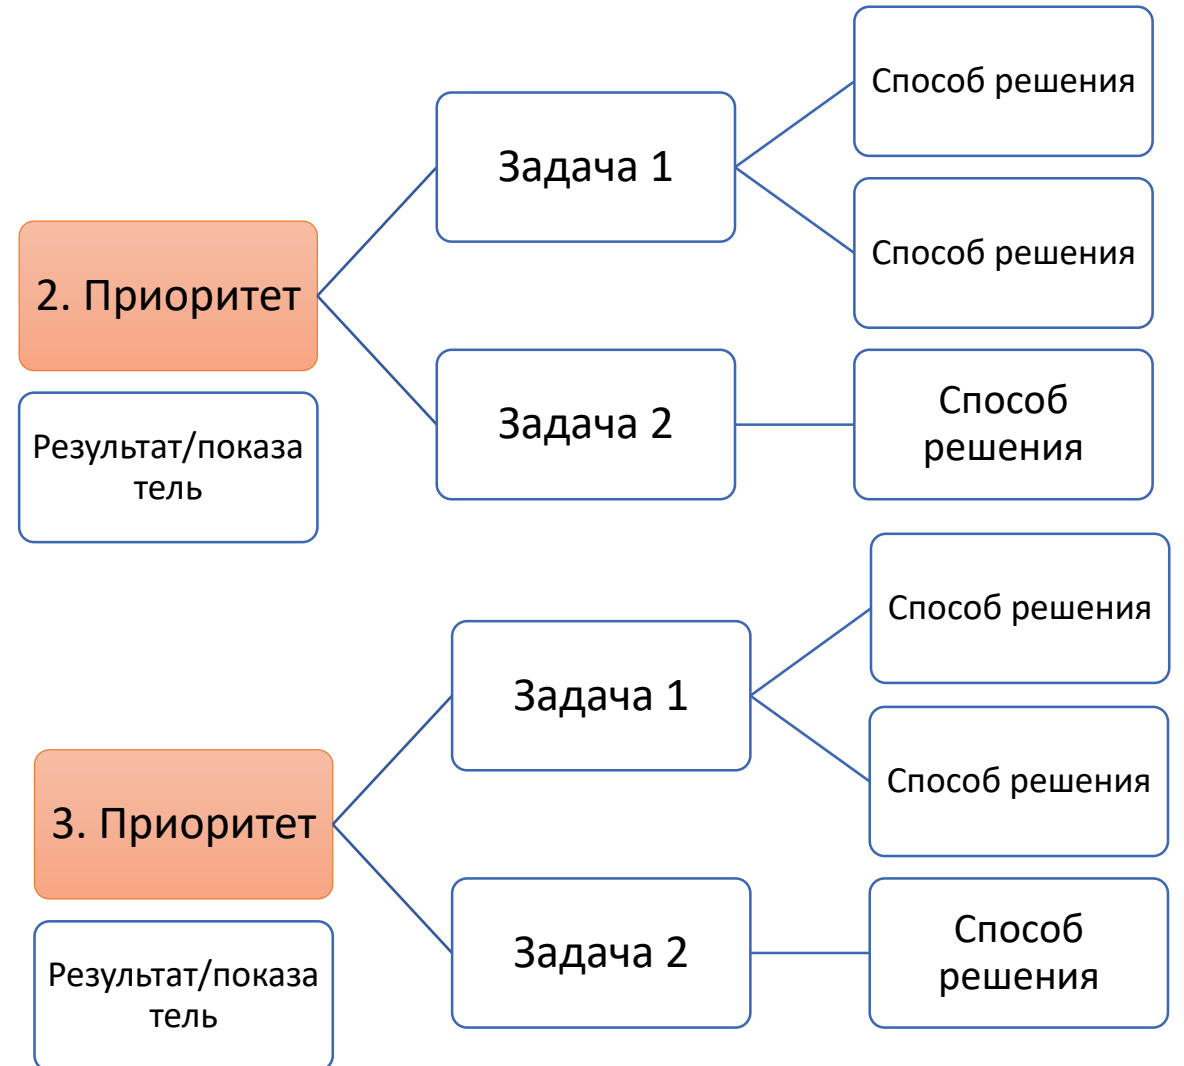 Способ решения
Задача 1
Способ решения
2. Приоритет
Задача 2
Способ
решения
Результат/показа
тель
Способ решения
Задача 1
Способ решения
3. Приоритет
Задача 2
Способ
решения
Результат/показа
тель